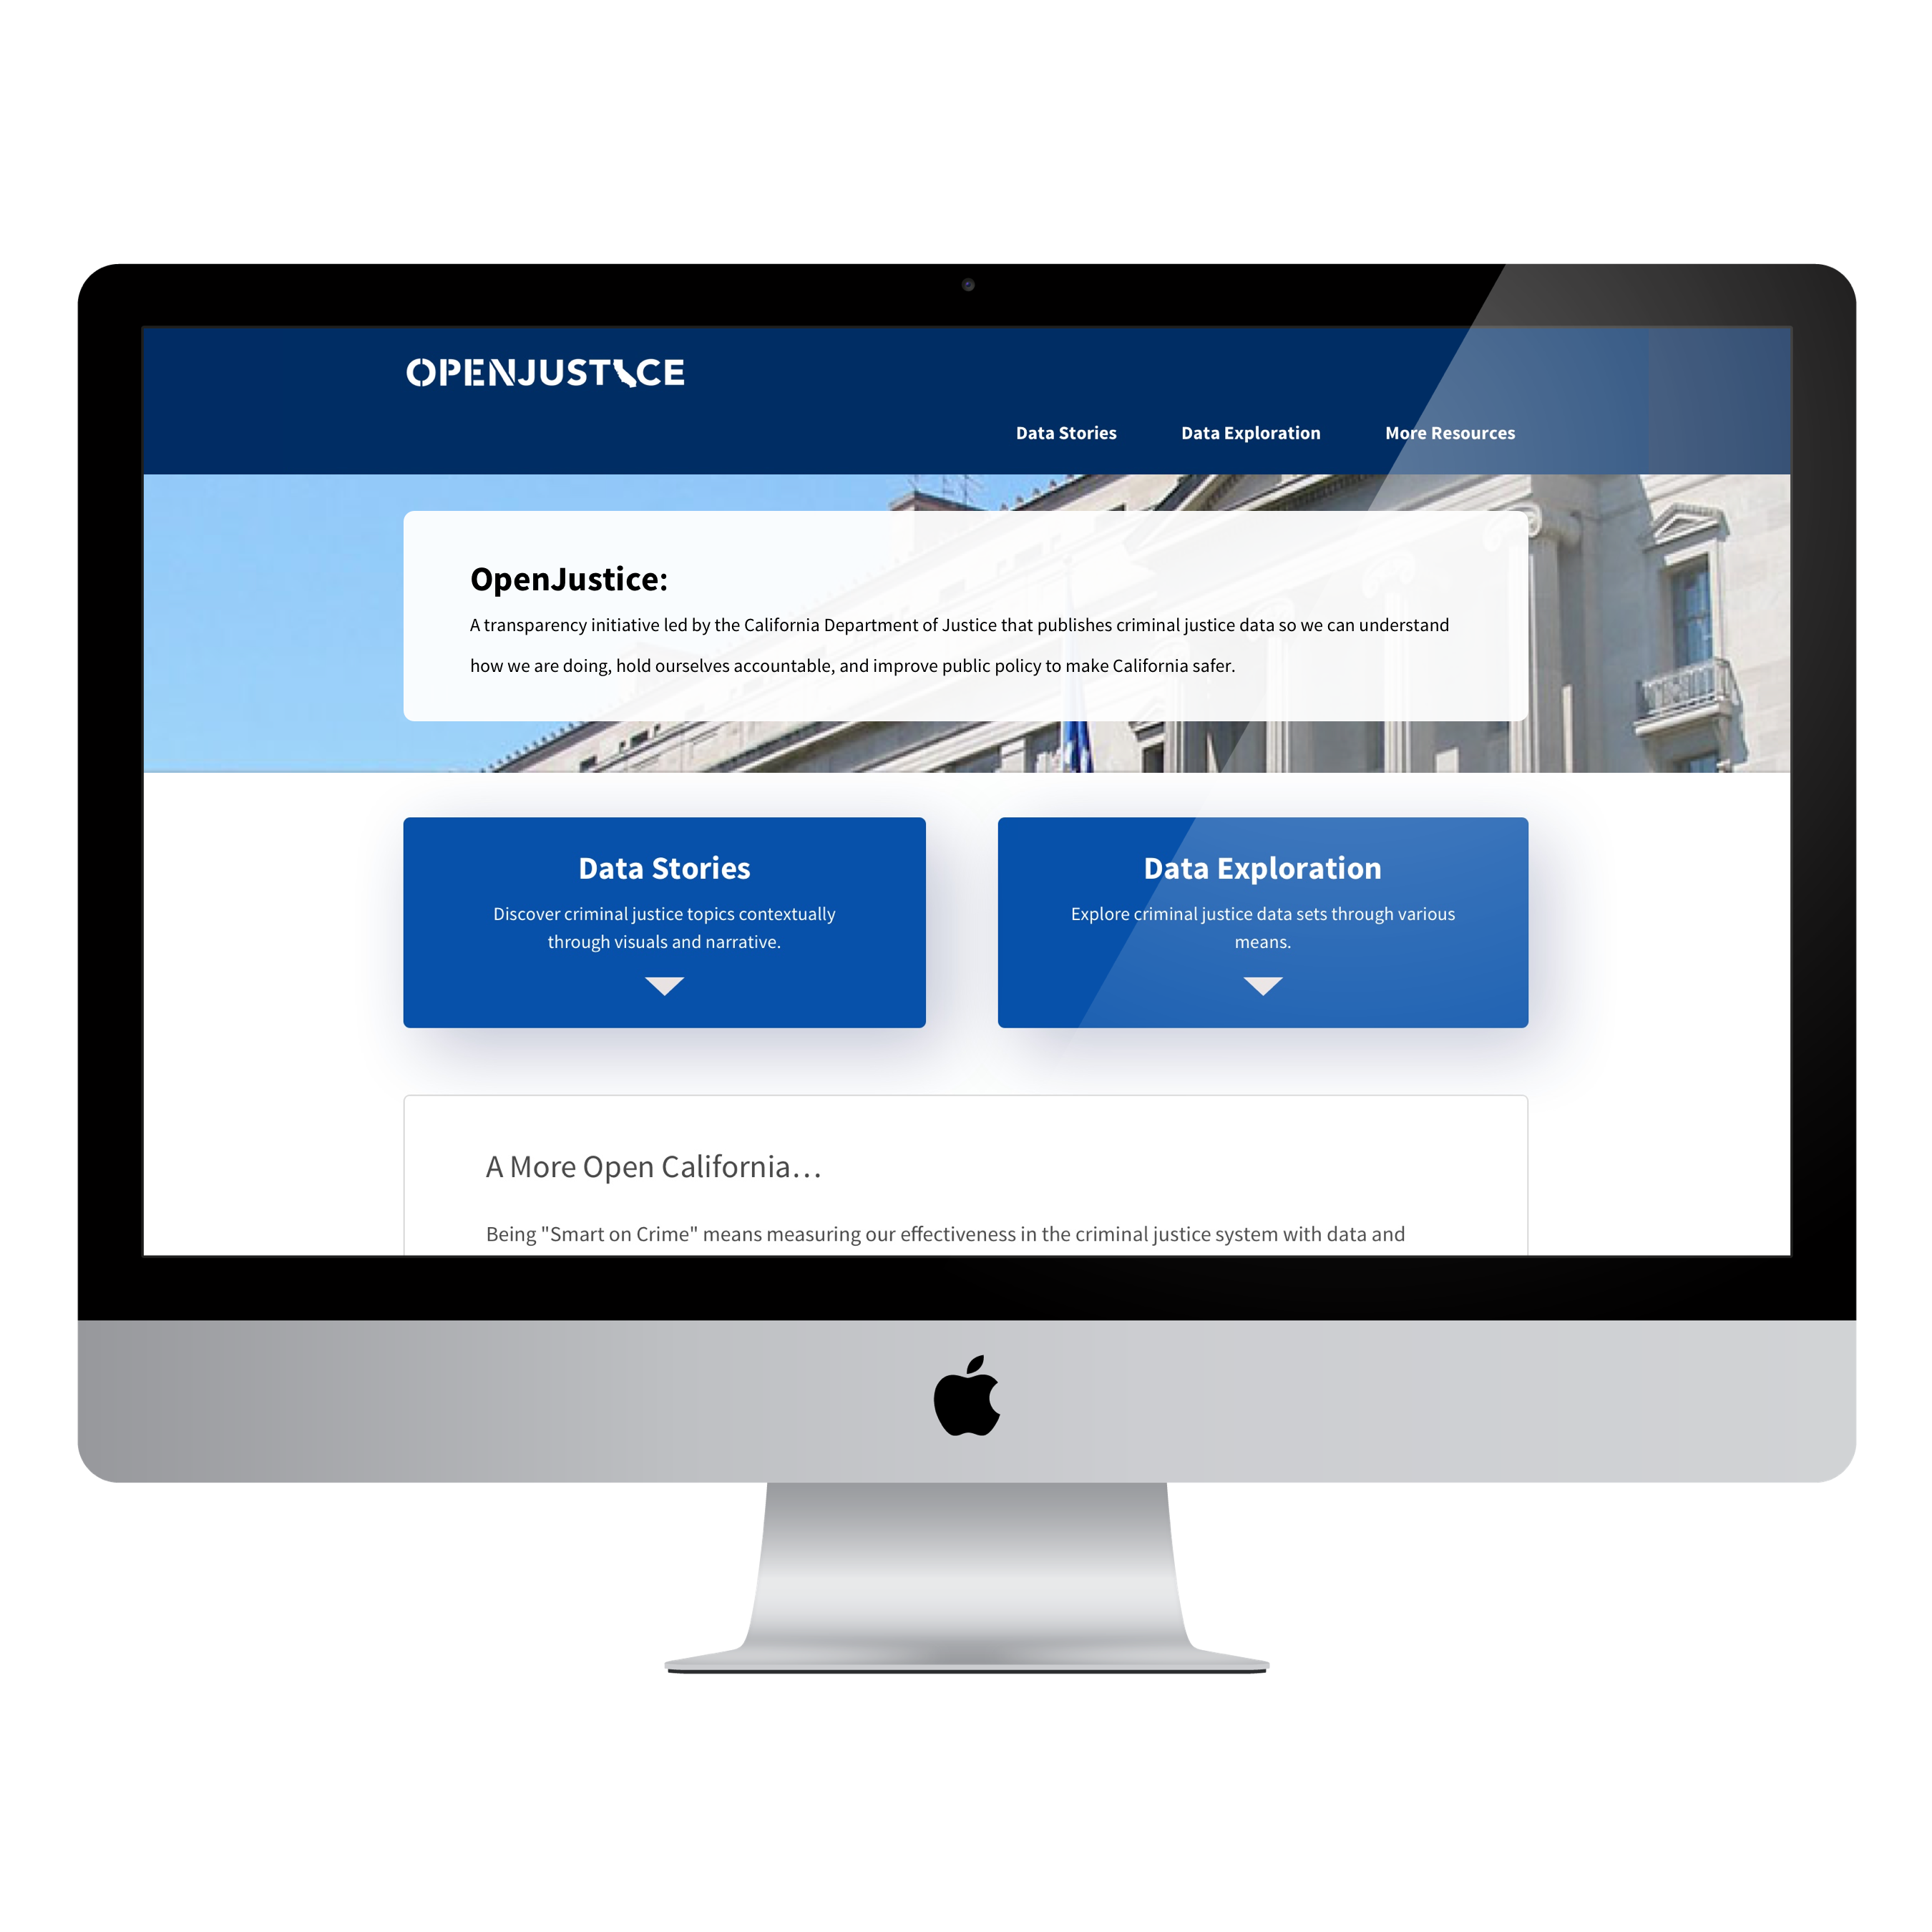 OPENJUSTICE
Data Stories Data Exploration More Resources
OpenJustice:
A transparency initiative led by the California Department of Justice that publishes criminal justice data so we can understand
how we are doing, hold ourselves accountable, and improve public policy to make California safer.
Data Stories
Discover criminal justice topics contextually
through visuals and narrative.
Data Exploration
Explore criminal justice data sets through various
means.
A More Open California...
Being "Smart on Crime" means measuring our effectiveness in the criminal justice system with data and